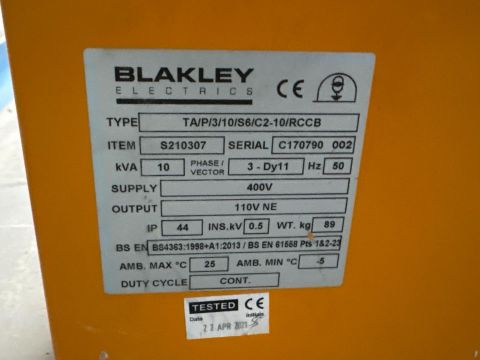 BLAKLEY
ELECTRICS
CE
TYPE TA/P/3/10/S6/C2-10/RCCB
ITEM S210307 SERIAL C170790 002
kVA 10 PHASE/VECTOR 3 - Dy11 Hz 50
SUPPLY 400V
OUTPUT 110V NE
IP 44 INS.kV 0.5 WT. kg 89
BS EN BS4363:1998+A1:2013 / BS EN 61558 Pts 1&2-23
AMB. MAX °C 25 AMB. MIN °C -5
DUTY CYCLE CONT.
TESTED CE
Date Initials
22 APR 2021